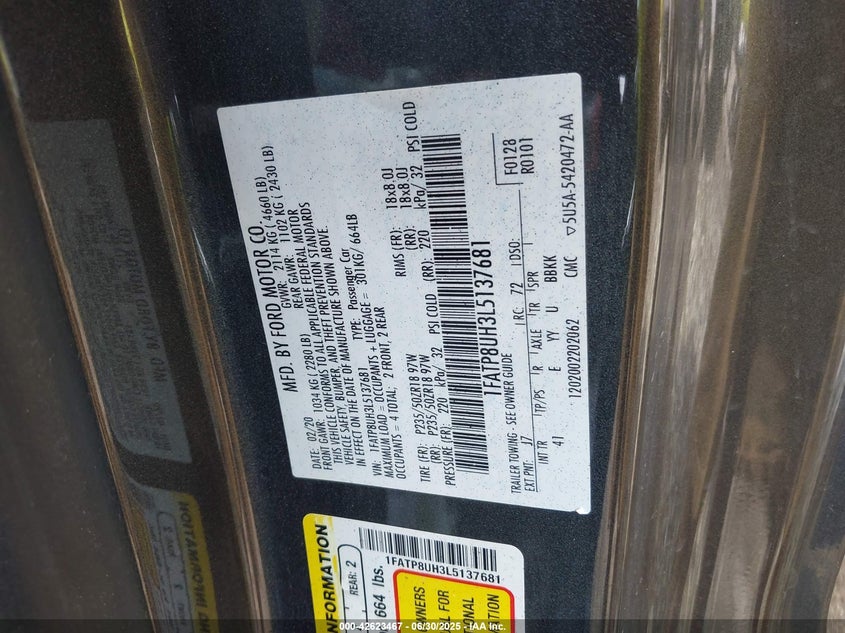 MFD. BY FORD MOTOR CO.
DATE: 02/20 GVWR: 2114 KG ( 4660 LB)
FRONT GAWR: 1034 KG ( 2280 LB) REAR GAWR: 1102 KG ( 2430 LB)
THIS VEHICLE CONFORMS TO ALL APPLICABLE FEDERAL MOTOR
VEHICLE SAFETY, BUMPER, AND THEFT PREVENTION STANDARDS
IN EFFECT ON THE DATE OF MANUFACTURE SHOWN ABOVE.
VIN: 1FATP8UH3L5137681 TYPE: Passenger Car
MAXIMUM LOAD = OCCUPANTS + LUGGAGE = 301KG/ 664LB
OCCUPANTS = 4 TOTAL; 2 FRONT, 2 REAR
TIRE (FR): P235/50ZR18 97W RIMS (FR): 18x8.0J
(RR): P235/50ZR18 97W (RR): 18x8.0J
PRESSURE (FR): 220 kPa/ 32 PSI COLD (RR): 220 kPa/ 32 PSI COLD
1FATP8UH3L5137681
TRAILER TOWING - SEE OWNER GUIDE
F0128
R0101
EXT PNT: J7 RC: 72 DSO:
INT TR TP/PS R AXLE TR SPR
41 E YY U BBKK
1202002202062 CMC ▽5U5A-5420472-AA
INFORMATION
REAR: 2
664 lbs.
1FATP8UH3L5137681
000--42623467 - 06/30/2025 - IAA, Inc.